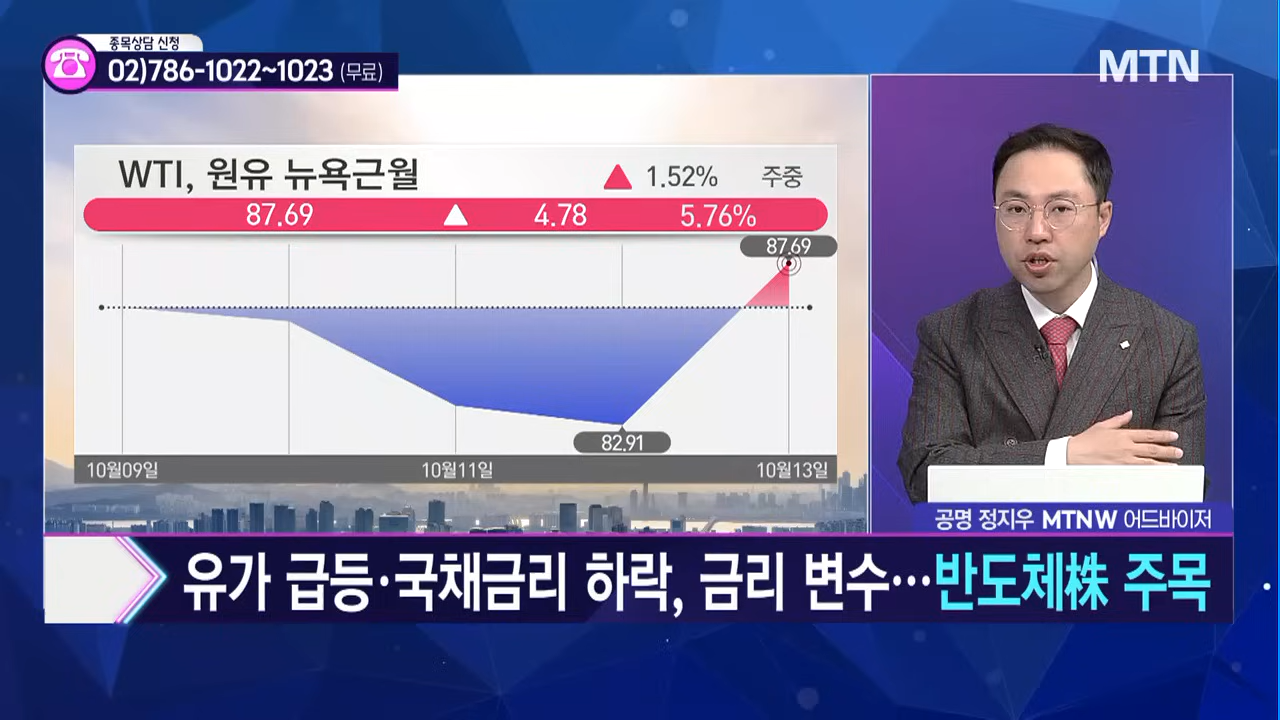 종목상담 신청
02)786-1022~1023 (무료)
MTN
WTI, 원유 뉴욕근월 ▲ 1.52% 주중
87.69 ▲ 4.78 5.76%
87.69
82.91
10월09일 10월11일 10월13일
공명 정지우 MTNW 어드바이저
유가 급등·국채금리 하락, 금리 변수…반도체株 주목